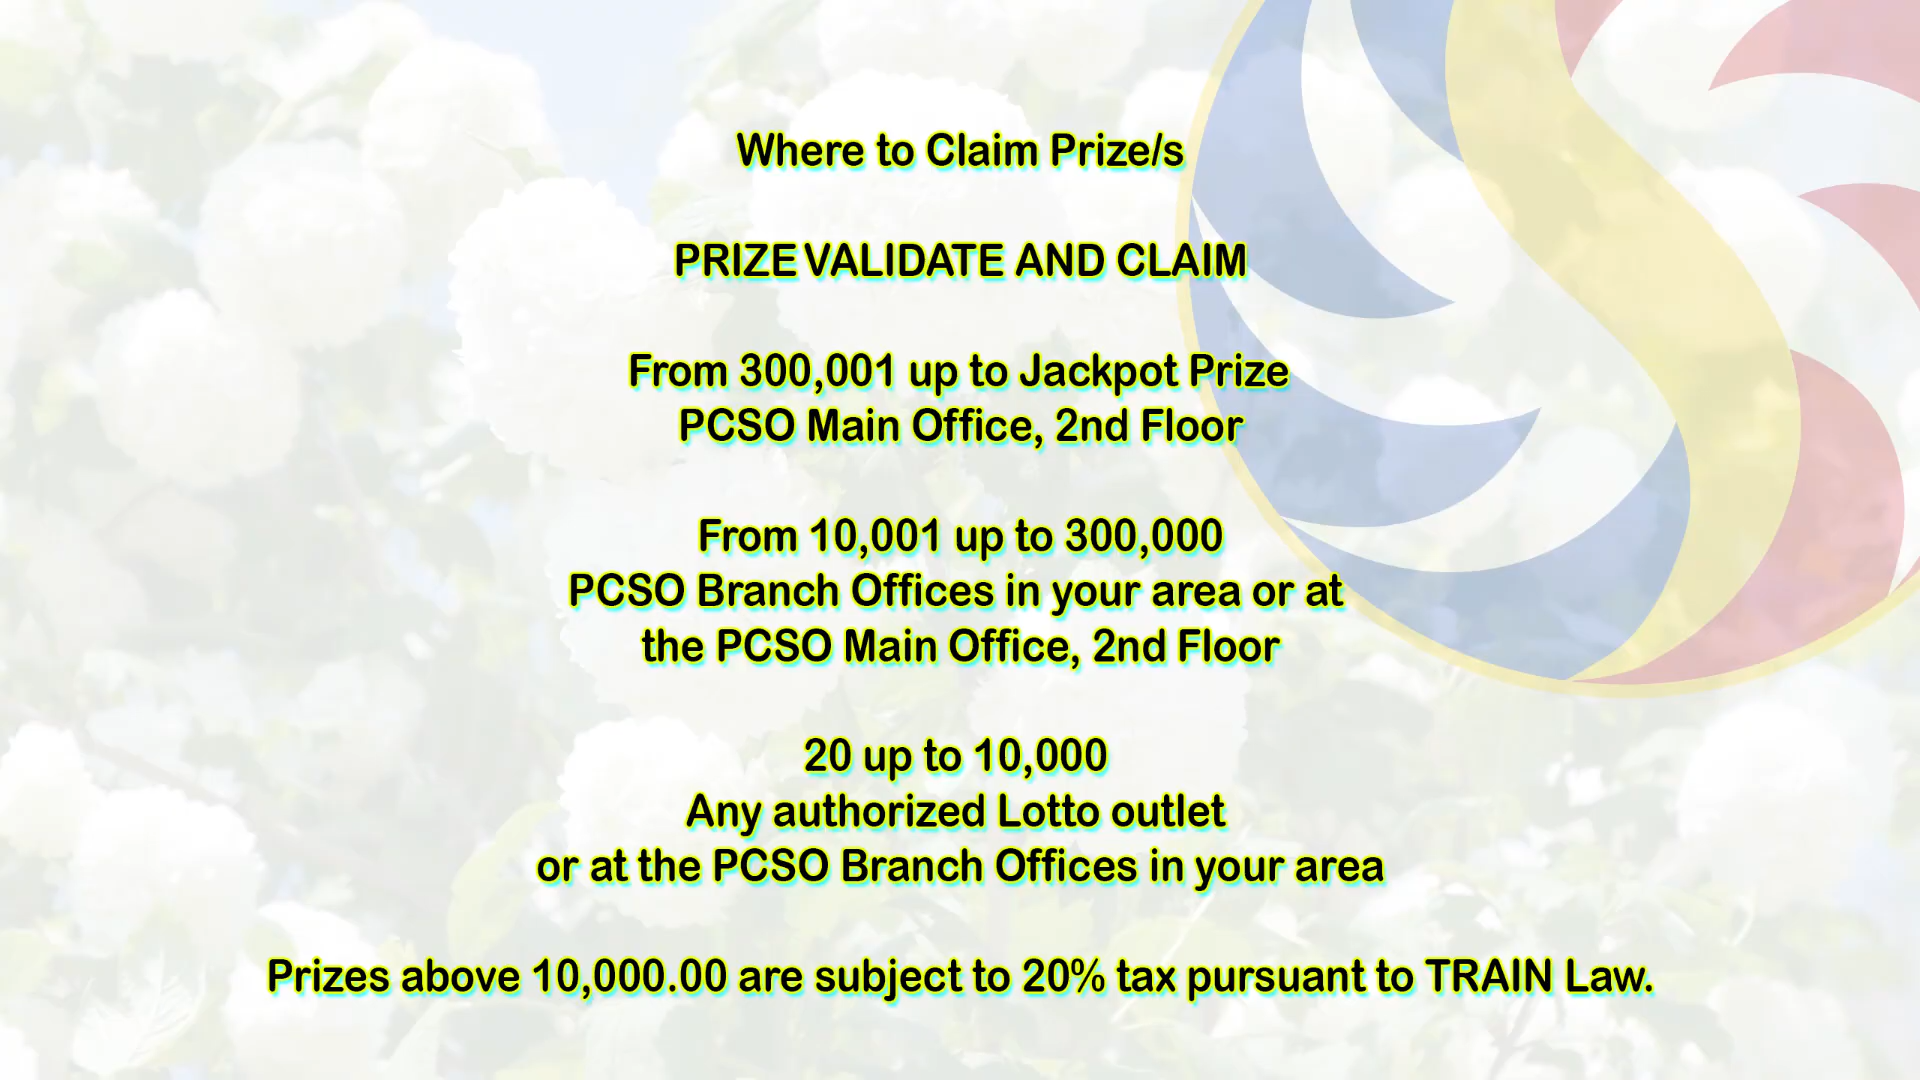 Where to Claim Prize/s
PRIZE VALIDATE AND CLAIM
From 300,001 up to Jackpot Prize
PCSO Main Office, 2nd Floor
From 10,001 up to 300,000
PCSO Branch Offices in your area or at
the PCSO Main Office, 2nd Floor
20 up to 10,000
Any authorized Lotto outlet
or at the PCSO Branch Offices in your area
Prizes above 10,000.00 are subject to 20% tax pursuant to TRAIN Law.